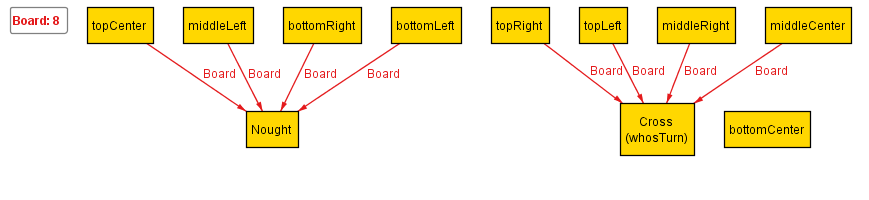 Board: 8
topCenter
middleLeft
bottomRight
bottomLeft
topRight
topLeft
middleRight
middleCenter
Board
Board
Board
Board
Board
Board
Board
Board
Nought
Cross
(whosTurn)
bottomCenter